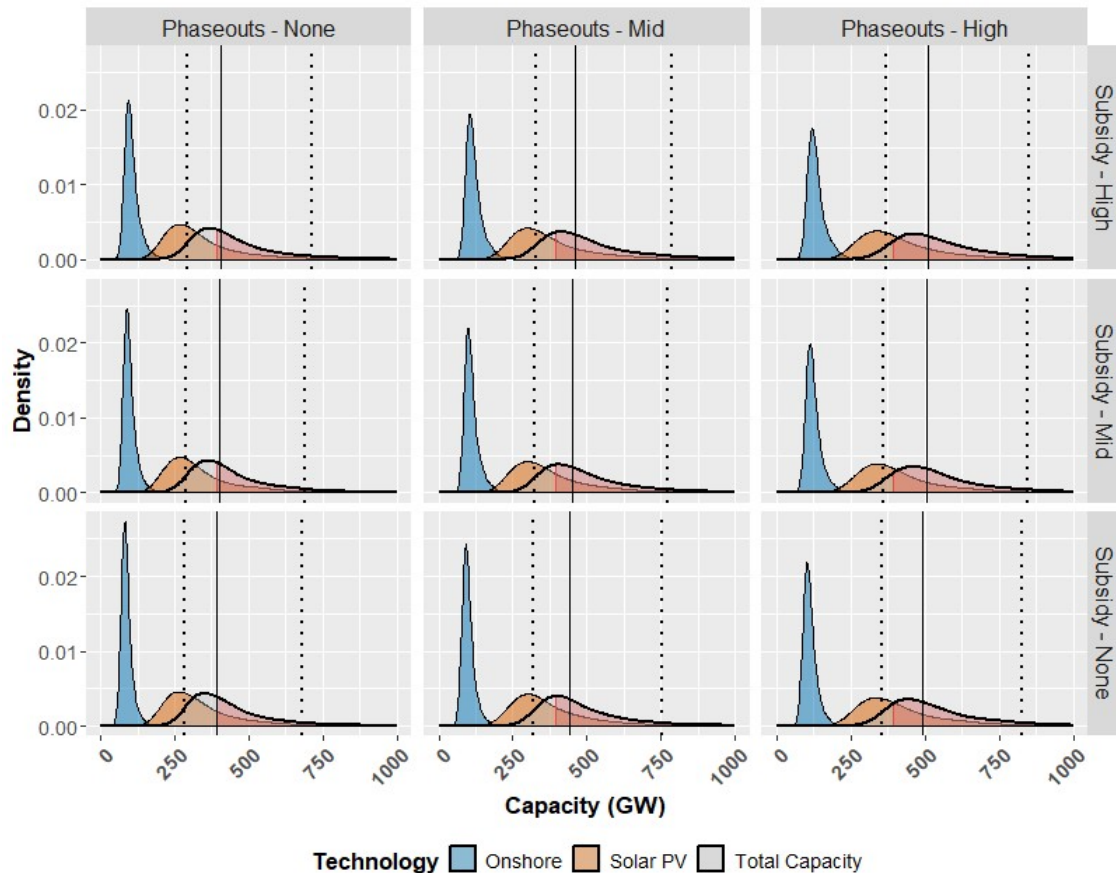 Phaseouts - None Phaseouts - Mid Phaseouts - High
Subsidy - High
0.02
0.01
0.00
Subsidy - Mid
0.02
0.01
0.00
Subsidy - None
0.02
0.01
0.00
Density
0 250 500 750 1000 0 250 500 750 1000 0 250 500 750 1000
Capacity (GW)
Technology Onshore Solar PV Total Capacity